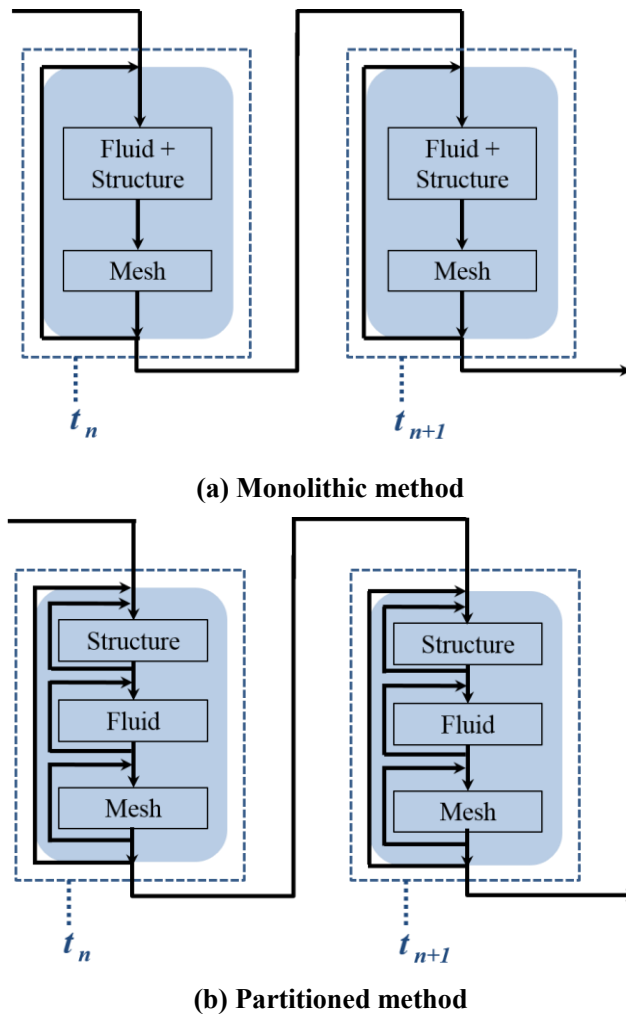 Fluid +
Structure
Mesh
Fluid +
Structure
Mesh
t n
t n+1
(a) Monolithic method
Structure
Fluid
Mesh
Structure
Fluid
Mesh
t n
t n+1
(b) Partitioned method